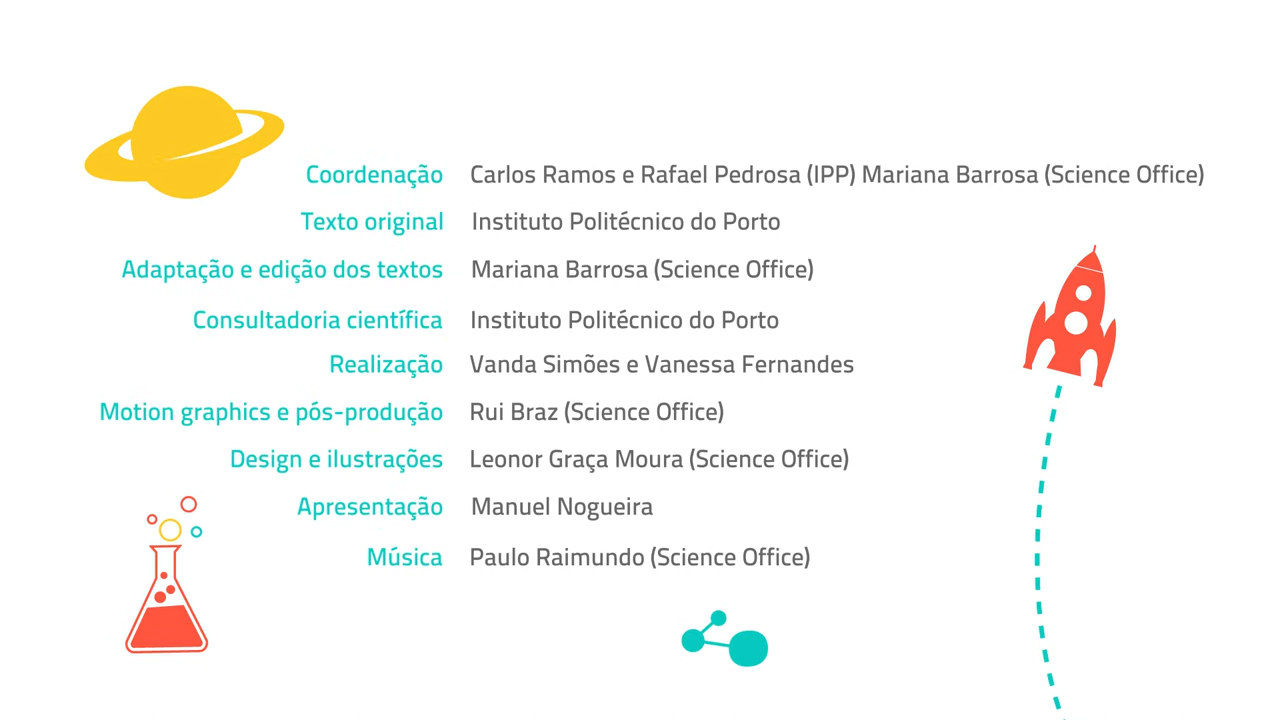 Coordenação Carlos Ramos e Rafael Pedrosa (IPP) Mariana Barrosa (Science Office)
Texto original Instituto Politécnico do Porto
Adaptação e edição dos textos Mariana Barrosa (Science Office)
Consultadoria científica Instituto Politécnico do Porto
Realização Vanda Simões e Vanessa Fernandes
Motion graphics e pós-produção Rui Braz (Science Office)
Design e ilustrações Leonor Graça Moura (Science Office)
Apresentação Manuel Nogueira
Música Paulo Raimundo (Science Office)